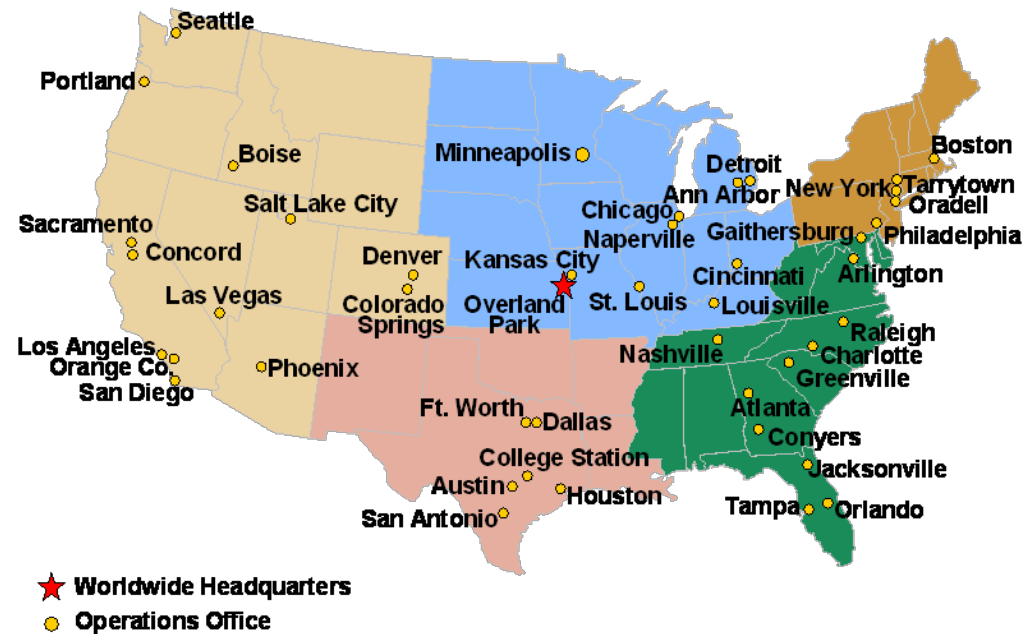 Seattle
Portland
Boise
Salt Lake City
Sacramento
Concord
Las Vegas
Los Angeles
Orange Co.
San Diego
Phoenix
Denver
Colorado
Springs
Minneapolis
Kansas City
Overland
Park
Chicago
Naperville
Detroit
Ann Arbor
St. Louis
Cincinnati
Louisville
Boston
New York
Tarrytown
Oradell
Gaithersburg
Philadelphia
Arlington
Nashville
Raleigh
Charlotte
Greenville
Atlanta
Conyers
Jacksonville
Tampa
Orlando
Ft. Worth
Dallas
College Station
Austin
Houston
San Antonio
Worldwide Headquarters
Operations Office